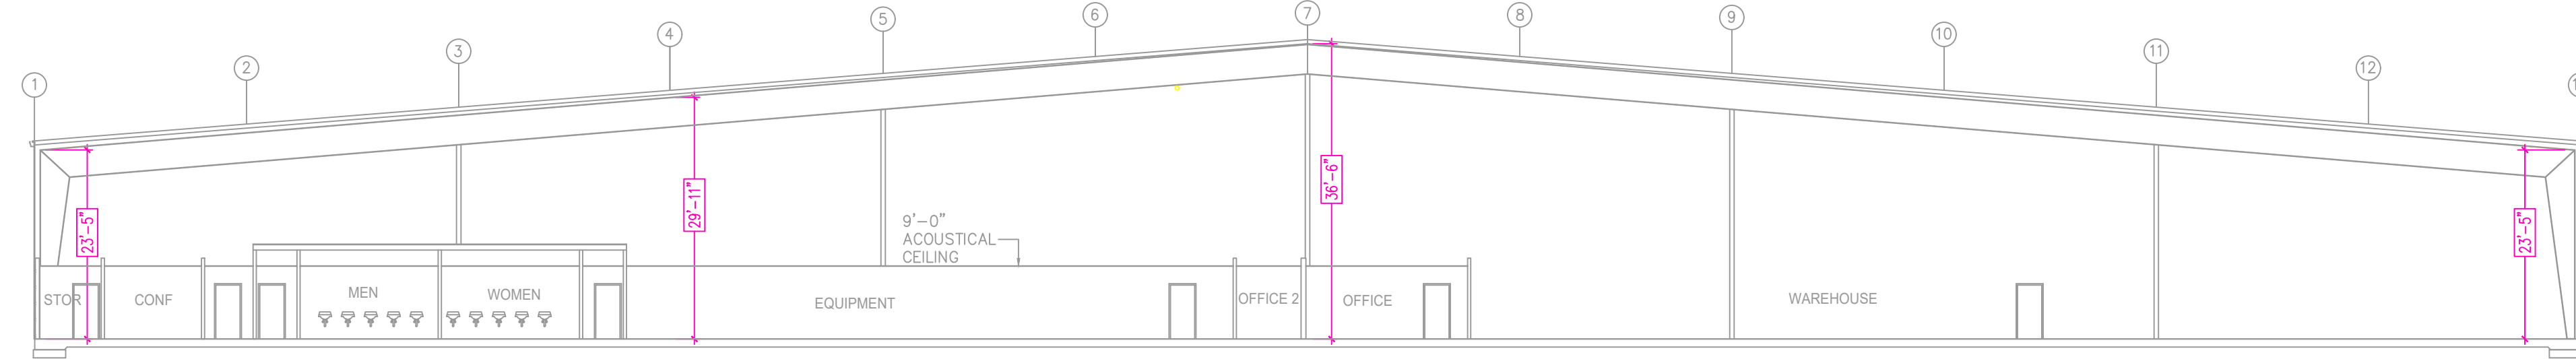 1
2
3
4
5
6
7
8
9
10
11
12
23'-5"
29'-11"
36'-6"
23'-5"
9'-0"
ACOUSTICAL
CEILING
STOR
CONF
MEN
WOMEN
EQUIPMENT
OFFICE 2
OFFICE
WAREHOUSE